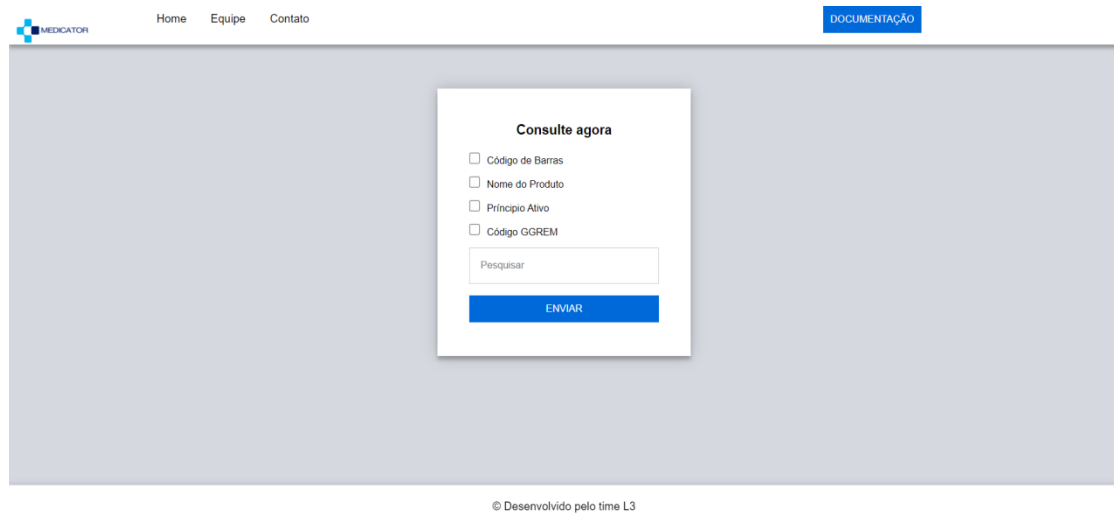 MEDICATOR
Home Equipe Contato
DOCUMENTAÇÃO
Consulte agora
Código de Barras
Nome do Produto
Príncipio Ativo
Código GGREM
Pesquisar
ENVIAR
© Desenvolvido pelo time L3